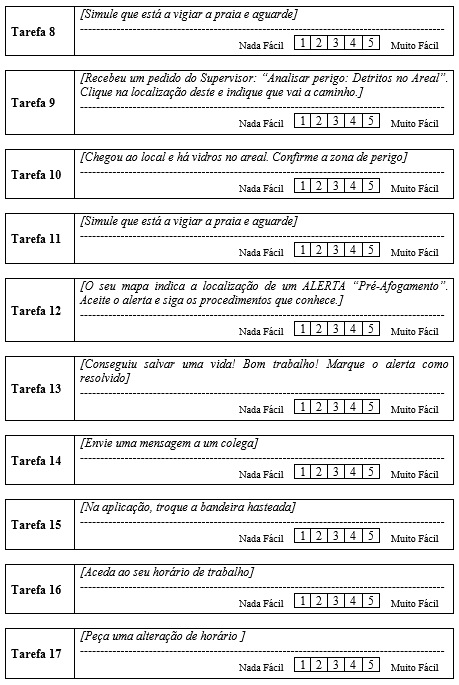 Tarefa 8
[Simule que está a vigiar a praia e aguarde]
Nada Fácil 1 2 3 4 5 Muito Fácil
Tarefa 9
[Recebeu um pedido do Supervisor: “Analisar perigo: Detritos no Areal”.
Clique na localização deste e indique que vai a caminho.]
Nada Fácil 1 2 3 4 5 Muito Fácil
Tarefa 10
[Chegou ao local e há vidros no areal. Confirme a zona de perigo]
Nada Fácil 1 2 3 4 5 Muito Fácil
Tarefa 11
[Simule que está a vigiar a praia e aguarde]
Nada Fácil 1 2 3 4 5 Muito Fácil
Tarefa 12
[O seu mapa indica a localização de um ALERTA “Pré-Afogamento”.
Aceite o alerta e siga os procedimentos que conhece.]
Nada Fácil 1 2 3 4 5 Muito Fácil
Tarefa 13
[Conseguiu salvar uma vida! Bom trabalho! Marque o alerta como
resolvido]
Nada Fácil 1 2 3 4 5 Muito Fácil
Tarefa 14
[Envie uma mensagem a um colega]
Nada Fácil 1 2 3 4 5 Muito Fácil
Tarefa 15
[Na aplicação, troque a bandeira hasteada]
Nada Fácil 1 2 3 4 5 Muito Fácil
Tarefa 16
[Aceda ao seu horário de trabalho]
Nada Fácil 1 2 3 4 5 Muito Fácil
Tarefa 17
[Peça uma alteração de horário ]
Nada Fácil 1 2 3 4 5 Muito Fácil